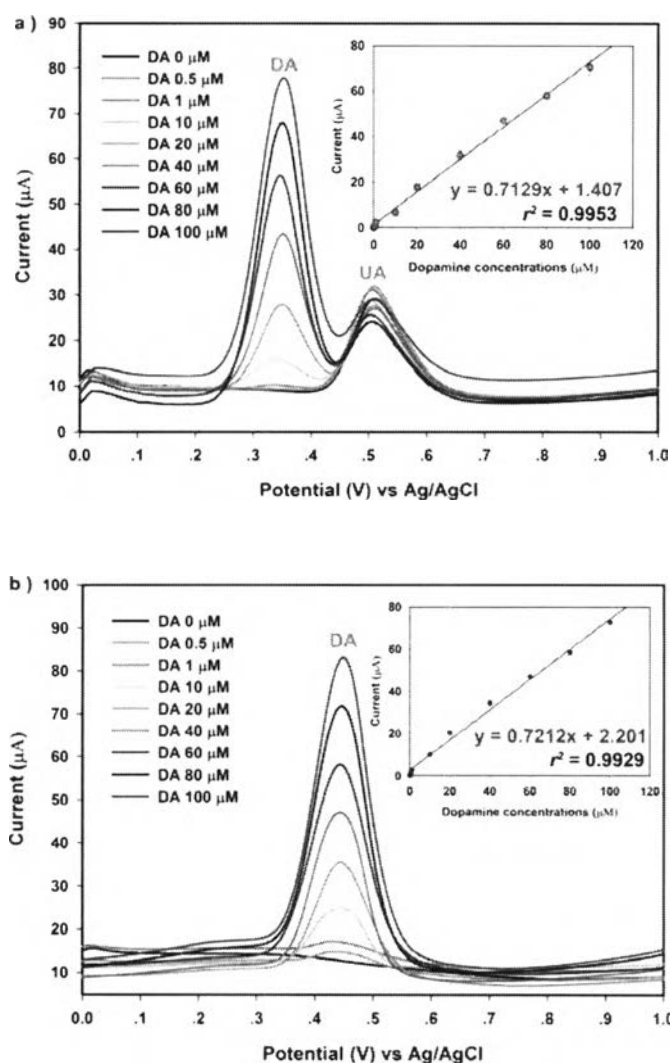 a )
90
80
70
60
50
40
30
20
10
0
Current (μA)
DA 0 μM
DA 0.5 μM
DA 1 μM
DA 10 μM
DA 20 μM
DA 40 μM
DA 60 μM
DA 80 μM
DA 100 μM
DA
UA
80
60
40
20
0
Current (μA)
y = 0.7129x + 1.407
r² = 0.9953
0 20 40 60 80 100 120
Dopamine concentrations (μM)
0.0 .1 .2 .3 .4 .5 .6 .7 .8 .9 1.0
Potential (V) vs Ag/AgCl
b )
100
90
80
70
60
50
40
30
20
10
Current (μA)
DA 0 μM
DA 0.5 μM
DA 1 μM
DA 10 μM
DA 20 μM
DA 40 μM
DA 60 μM
DA 80 μM
DA 100 μM
DA
80
60
40
20
0
Current (μA)
y = 0.7212x + 2.201
r² = 0.9929
0 20 40 60 80 100 120
Dopamine concentrations (μM)
0.0 .1 .2 .3 .4 .5 .6 .7 .8 .9 1.0
Potential (V) vs Ag/AgCl